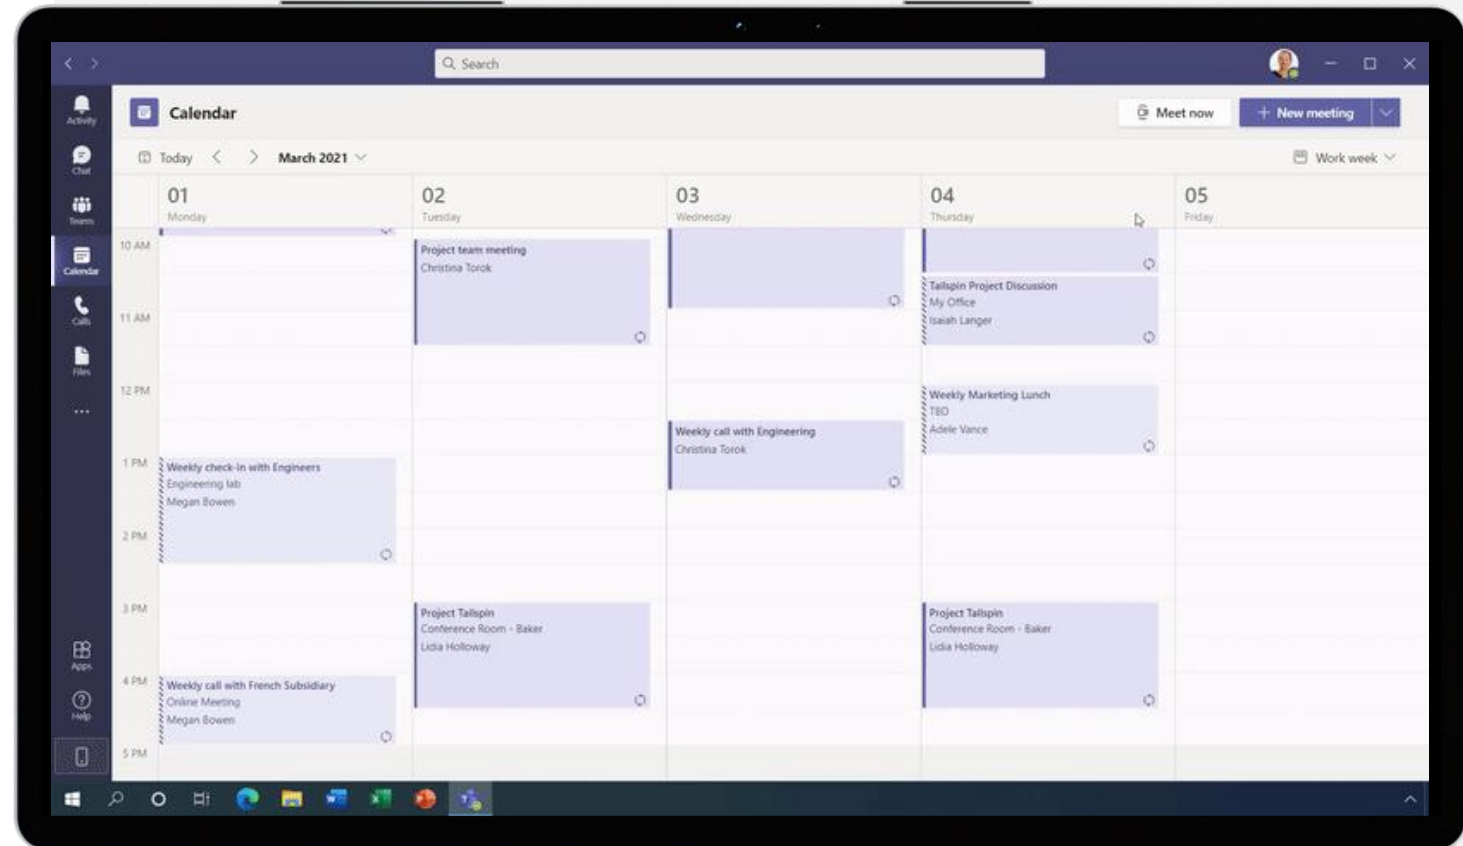 Search
Activity
Chat
Teams
Calendar
Calls
Files
...
Apps
Help
Calendar
Meet now
+ New meeting
Today
March 2021
Work week
01
Monday
02
Tuesday
03
Wednesday
04
Thursday
05
Friday
10 AM
11 AM
12 PM
1 PM
2 PM
3 PM
4 PM
5 PM
Weekly check-in with Engineers
Engineering lab
Megan Bowen
Weekly call with French Subsidiary
Online Meeting
Megan Bowen
Project team meeting
Christina Torok
Project Tailspin
Conference Room - Baker
Lidia Holloway
Weekly call with Engineering
Christina Torok
Tailspin Project Discussion
My Office
Isaiah Langer
Weekly Marketing Lunch
TBD
Adele Vance
Project Tailspin
Conference Room - Baker
Lidia Holloway